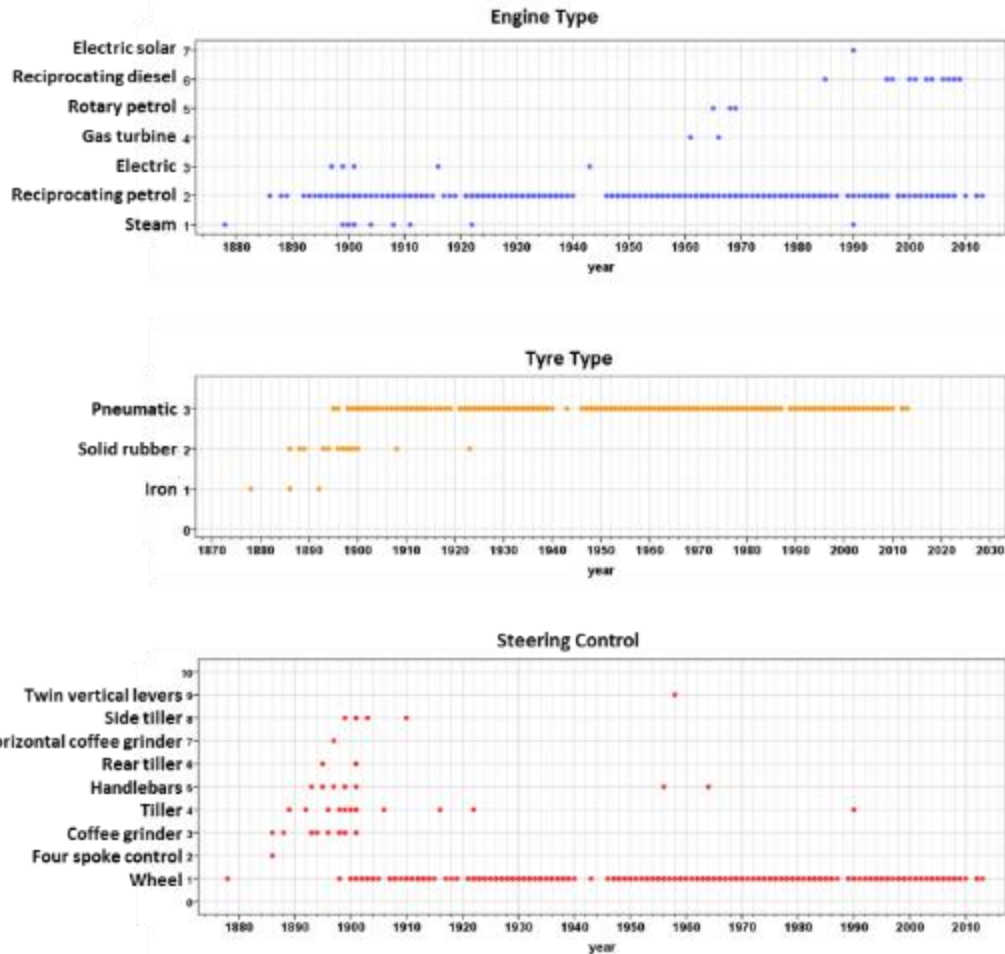 Engine Type
Electric solar 7
Reciprocating diesel 6
Rotary petrol 5
Gas turbine 4
Electric 3
Reciprocating petrol 2
Steam 1
1880 1890 1900 1910 1920 1930 1940 1950 1960 1970 1980 1990 2000 2010
year
Tyre Type
Pneumatic 3
Solid rubber 2
Iron 1
0
1870 1880 1890 1900 1910 1920 1930 1940 1950 1960 1970 1980 1990 2000 2010 2020 2030
year
Steering Control
10
Twin vertical levers 9
Side tiller 8
orizontal coffee grinder 7
Rear tiller 6
Handlebars 5
Tiller 4
Coffee grinder 3
Four spoke control 2
Wheel 1
0
1880 1890 1900 1910 1920 1930 1940 1950 1960 1970 1980 1990 2000 2010
year